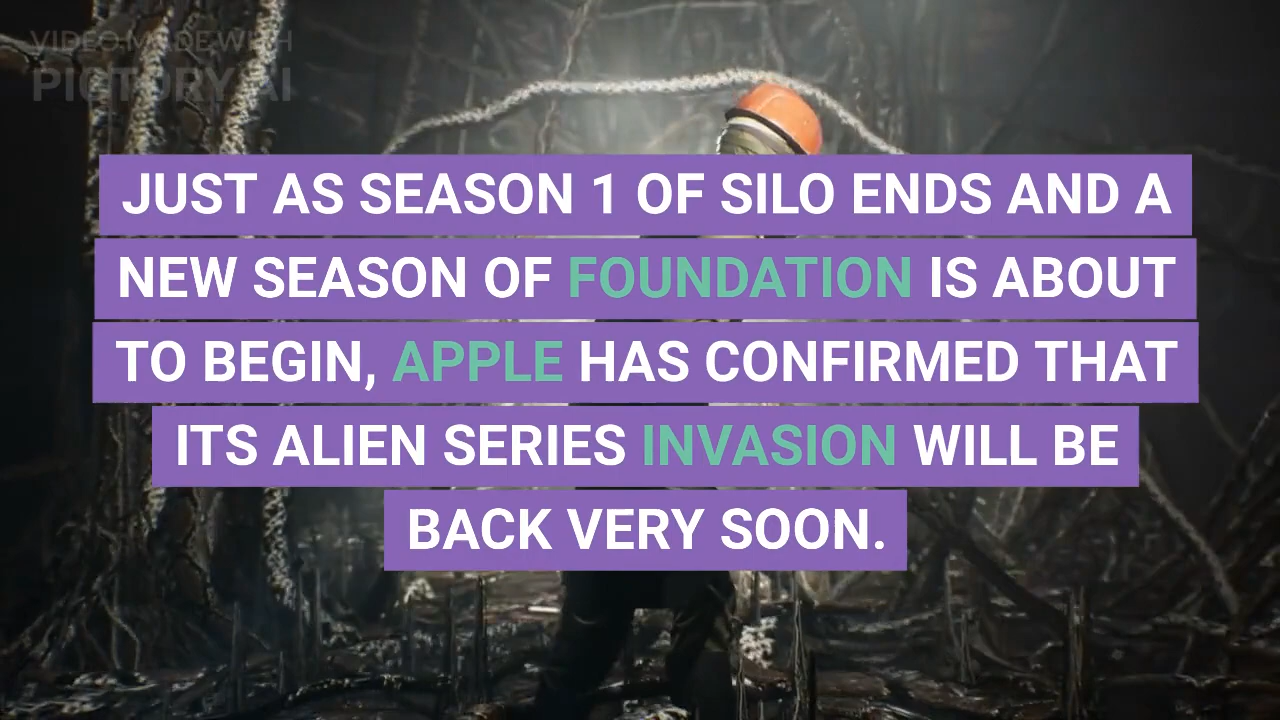 VIDEO MADE WITH
PICTORY AI
JUST AS SEASON 1 OF SILO ENDS AND A
NEW SEASON OF FOUNDATION IS ABOUT
TO BEGIN, APPLE HAS CONFIRMED THAT
ITS ALIEN SERIES INVASION WILL BE
BACK VERY SOON.